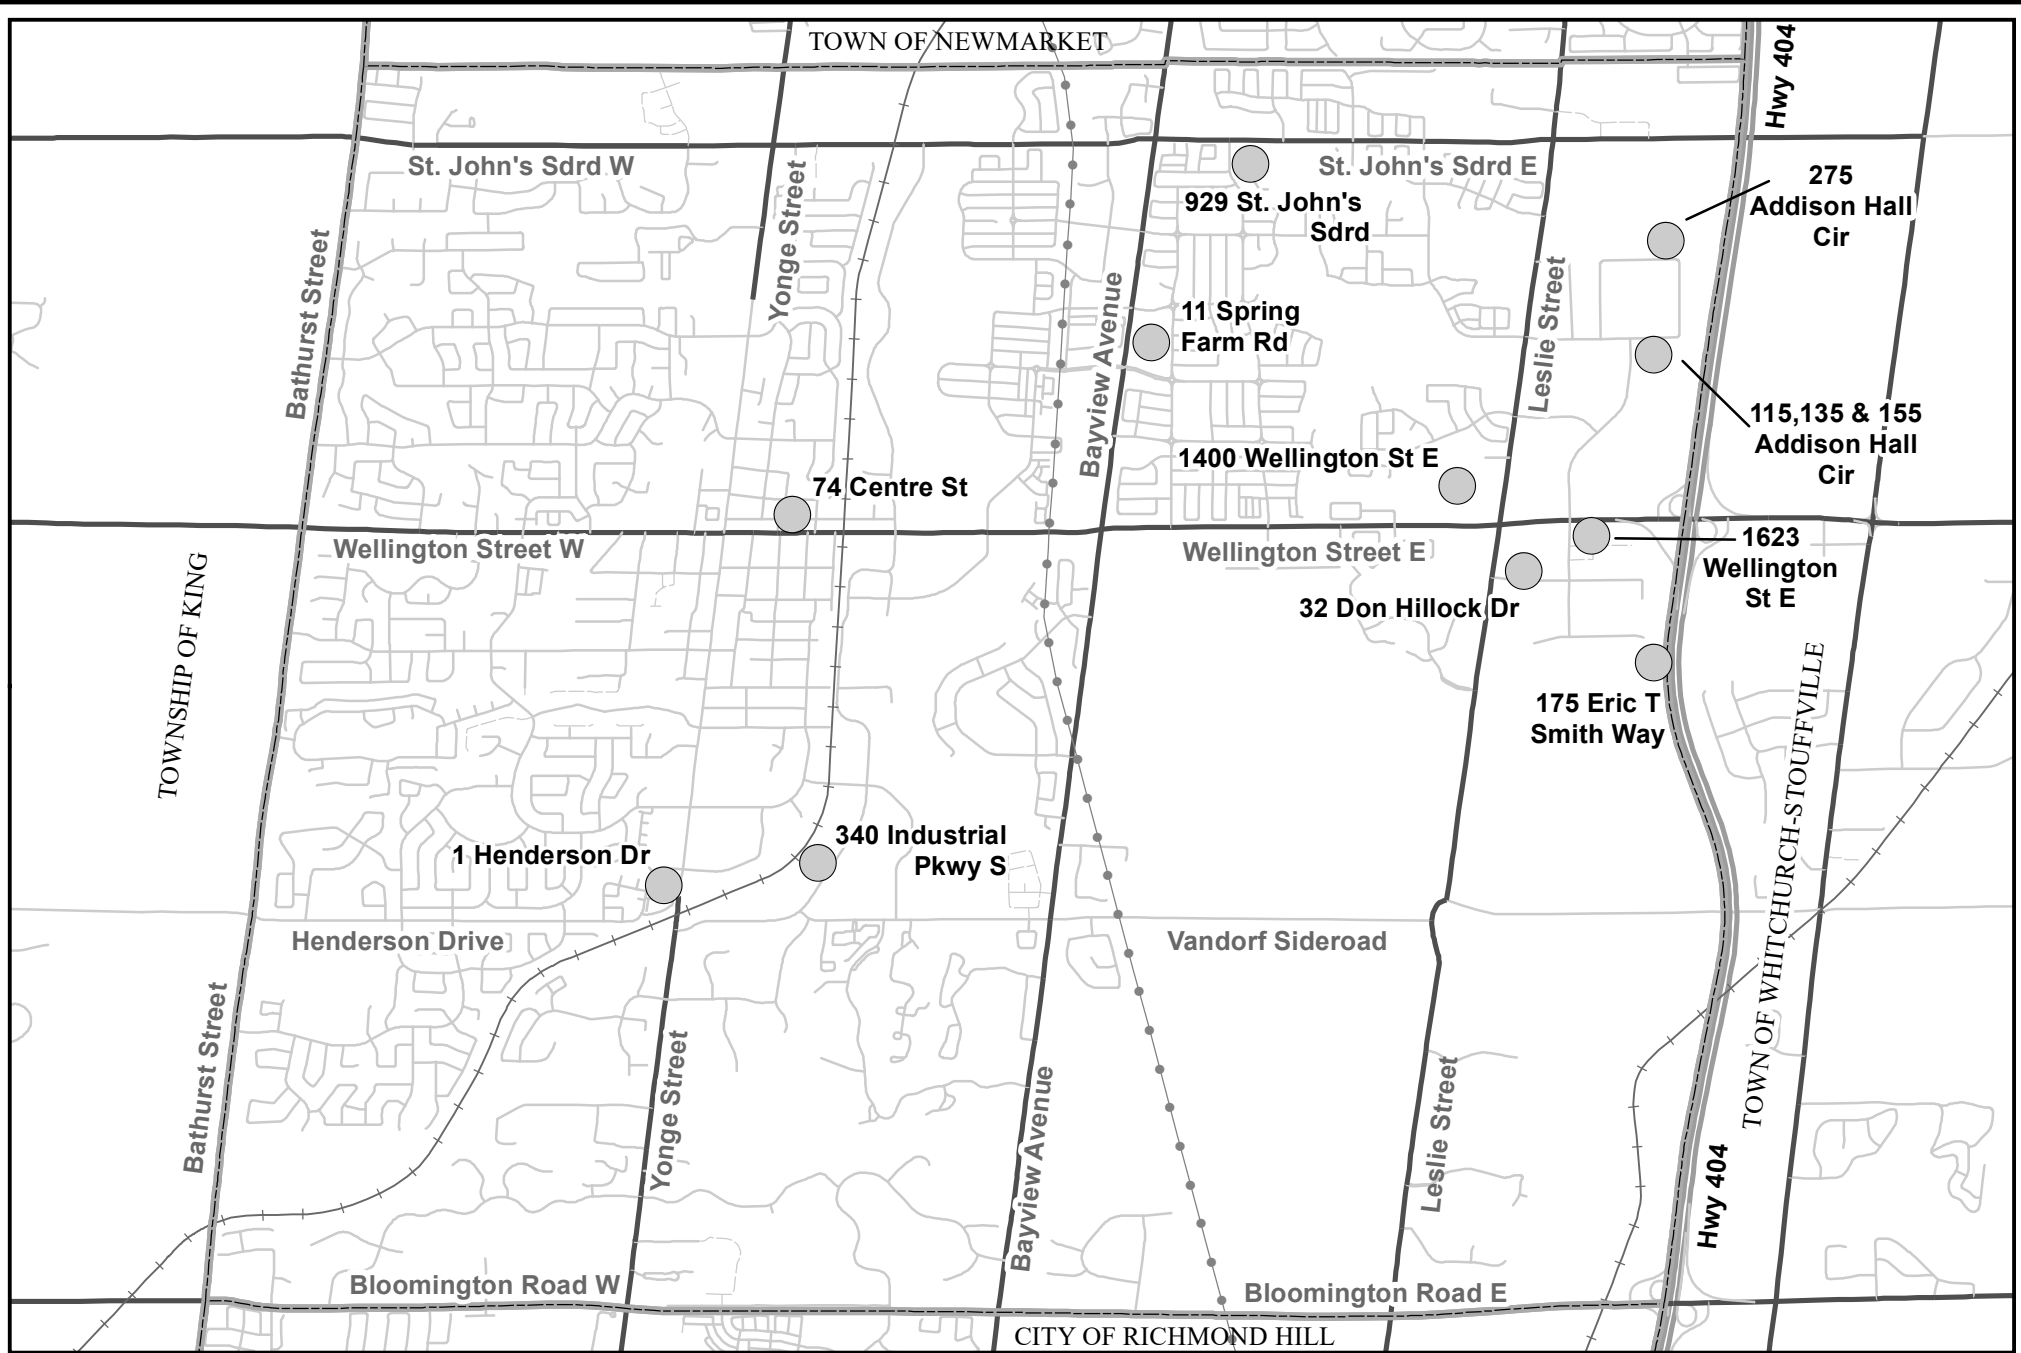 TOWN OF NEWMARKET
Hwy 404
St. John's Sdrd W
St. John's Sdrd E
275
Addison Hall
Cir
929 St. John's
Sdrd
Yonge Street
Bathurst Street
Leslie Street
Bayview Avenue
11 Spring
Farm Rd
115,135 & 155
Addison Hall
Cir
1400 Wellington St E
74 Centre St
Wellington Street W
Wellington Street E
1623
Wellington
St E
32 Don Hillock Dr
TOWNSHIP OF KING
175 Eric T
Smith Way
TOWN OF WHITCHURCH-STOUFFVILLE
340 Industrial
Pkwy S
1 Henderson Dr
Henderson Drive
Vandorf Sideroad
Bathurst Street
Yonge Street
Bayview Avenue
Leslie Street
Hwy 404
Bloomington Road W
Bloomington Road E
CITY OF RICHMOND HILL